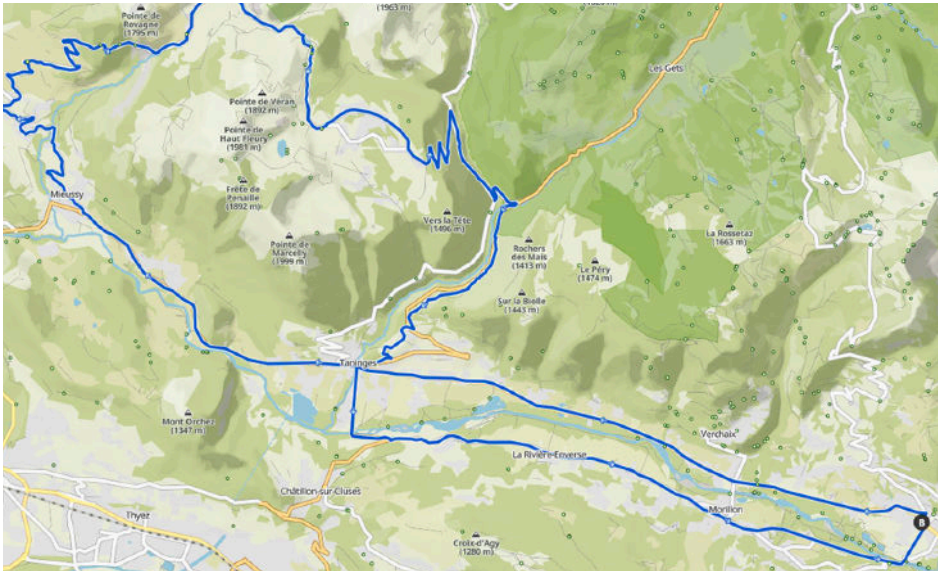 (1963 m)
Pointe de
Rovagne
(1795 m)
Les Gets
Pointe de Véran
(1892 m)
Pointe de
Haut Fleury
(1981 m)
Mieussy
Frête de
Penaille
(1892 m)
Vers la Tête
(1496 m)
La Rossetaz
(1663 m)
Pointe de
Marcelly
(1999 m)
Rochers
des Mais
(1413 m)
Le Péry
(1474 m)
Sur la Biolle
(1443 m)
Taninges
Mont Orchez
(1347 m)
Verchaix
La Rivière-Enverse
Châtillon-sur-Cluses
Morillon
Thyez
B
Croix-d'Agy
(1280 m)